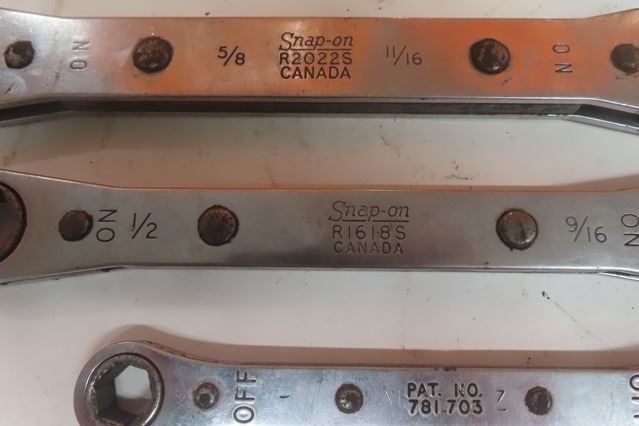 ON 5/8 Snap-on 11/16 ON
R2022S
CANADA
ON 1/2 Snap-on 9/16 ON
R1618S
CANADA
OFF PAT. NO.
781.703